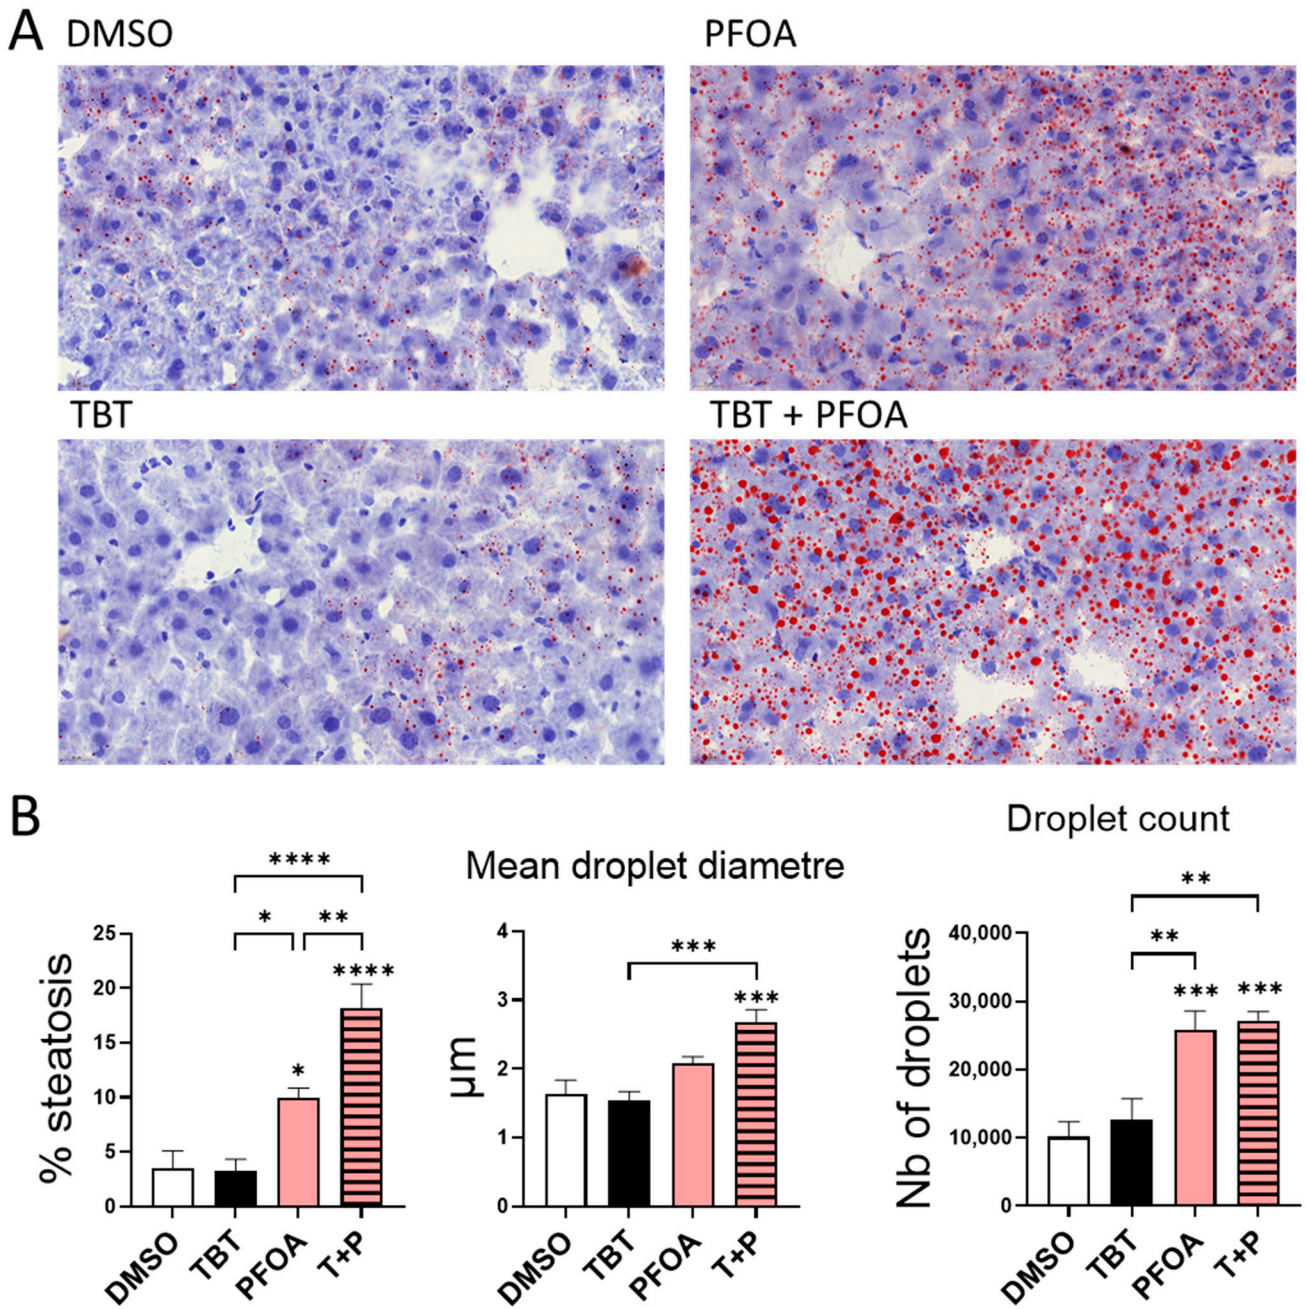 A
DMSO
PFOA
TBT
TBT + PFOA
B
% steatosis
25
20
15
10
5
0
****
*
**
*
****
DMSO
TBT
PFOA
T+P
Mean droplet diametre
µm
4
3
2
1
0
***
***
DMSO
TBT
PFOA
T+P
Droplet count
Nb of droplets
40,000
30,000
20,000
10,000
0
**
**
***
***
DMSO
TBT
PFOA
T+P